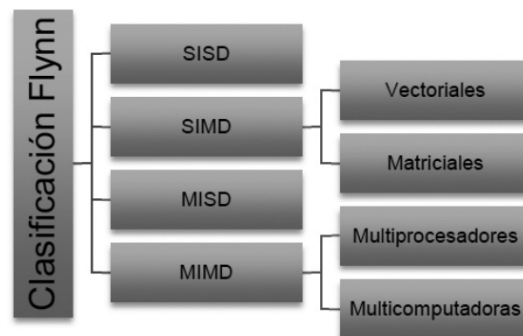 Clasificación Flynn
SISD
SIMD
Vectoriales
Matriciales
MISD
MIMD
Multiprocesadores
Multicomputadoras